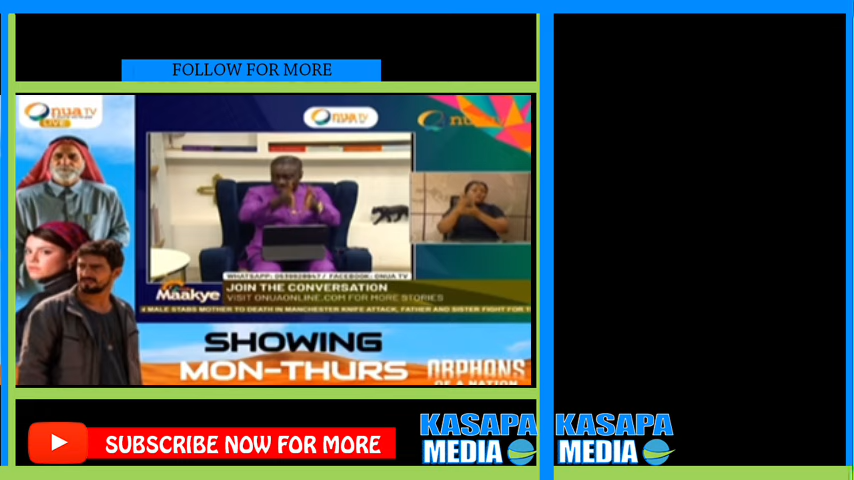 FOLLOW FOR MORE
Onua TV
LIVE
Onua TV
Onua
WHATSAPP: / FACEBOOK: ONUA TV
Maakye
JOIN THE CONVERSATION
VISIT ONUAONLINE.COM FOR MORE STORIES
MALE STABS MOTHER TO DEATH IN MANCHESTER KNIFE ATTACK, FATHER AND SISTER FIGHT FOR
SHOWING
MON-THURS
ORPHANS
OF A NATION
SUBSCRIBE NOW FOR MORE
KASAPA
MEDIA
KASAPA
MEDIA